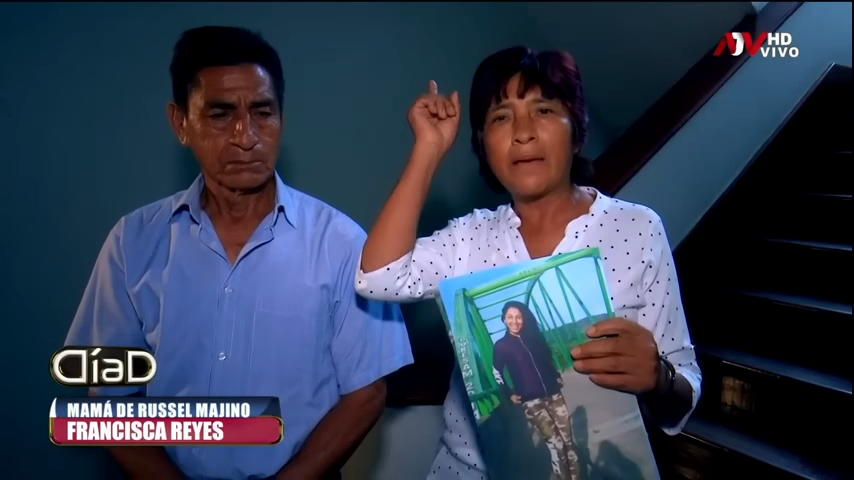 ATV HD
VIVO
DíaD
MAMÁ DE RUSSEL MAJINO
FRANCISCA REYES